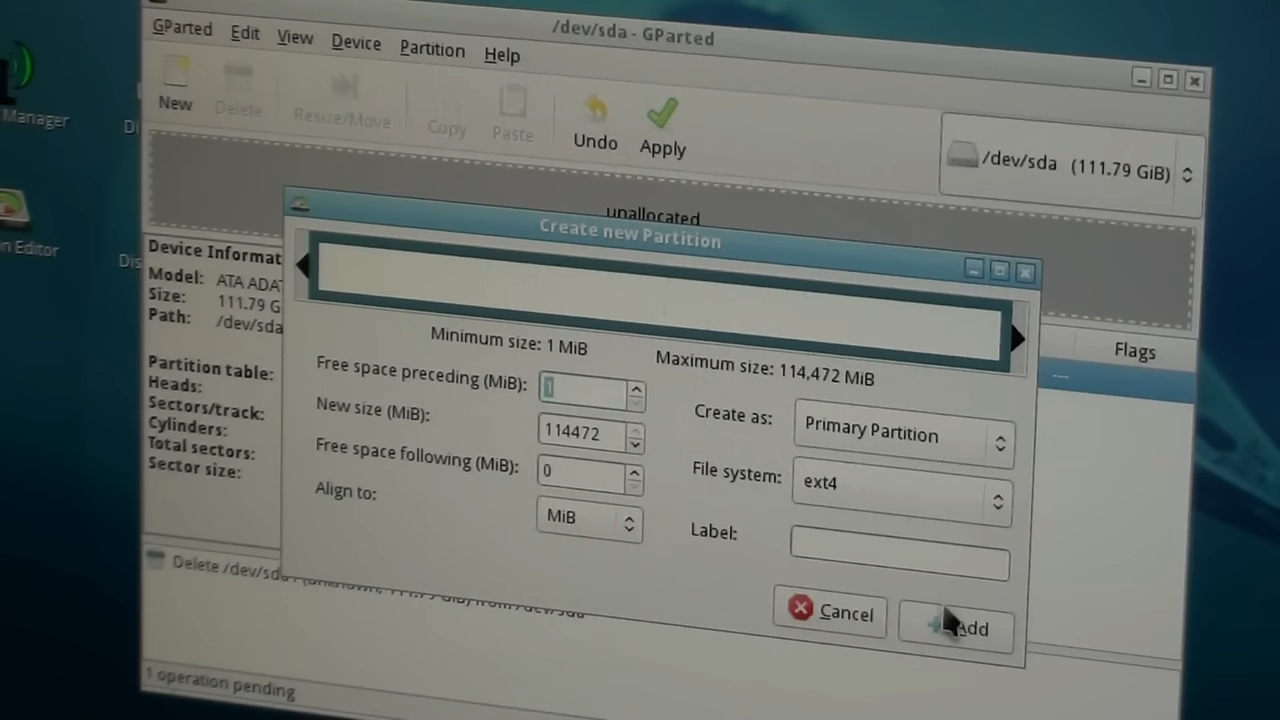 /dev/sda - GParted
GParted Edit View Device Partition Help
New Delete Resize/Move Copy Paste Undo Apply
/dev/sda (111.79 GiB)
Manager
unallocated
Create new Partition
Device Informat
Model: ATA ADA
Size: 111.79 G
Path: /dev/sda
Partition table:
Heads:
Sectors/track:
Cylinders:
Total sectors:
Sector size:
Flags
Minimum size: 1 MiB
Maximum size: 114,472 MiB
Free space preceding (MiB): 1
New size (MiB): 114472
Free space following (MiB): 0
Align to: MiB
Create as: Primary Partition
File system: ext4
Label:
Cancel
Add
n Editor
Delete /dev/sda
1 operation pending